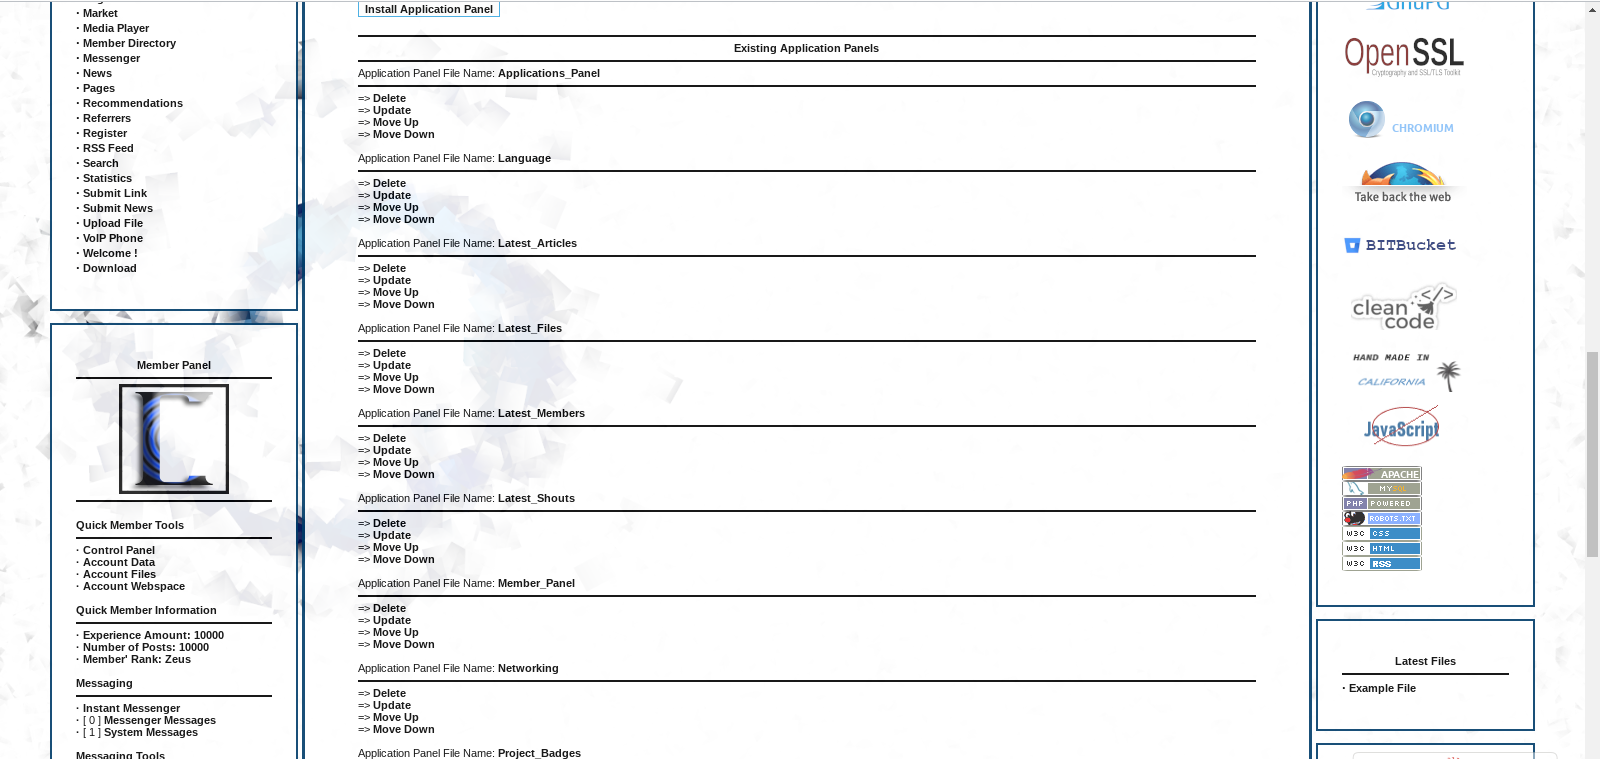 · Market
· Media Player
· Member Directory
· Messenger
· News
· Pages
· Recommendations
· Referrers
· Register
· RSS Feed
· Search
· Statistics
· Submit Link
· Submit News
· Upload File
· VoIP Phone
· Welcome !
· Download
Member Panel
Quick Member Tools
· Control Panel
· Account Data
· Account Files
· Account Webspace
Quick Member Information
· Experience Amount: 10000
· Number of Posts: 10000
· Member' Rank: Zeus
Messaging
· Instant Messenger
· [ 0 ] Messenger Messages
· [ 1 ] System Messages
Messaging Tools
Install Application Panel
Existing Application Panels
Application Panel File Name: Applications_Panel
=> Delete
=> Update
=> Move Up
=> Move Down
Application Panel File Name: Language
=> Delete
=> Update
=> Move Up
=> Move Down
Application Panel File Name: Latest_Articles
=> Delete
=> Update
=> Move Up
=> Move Down
Application Panel File Name: Latest_Files
=> Delete
=> Update
=> Move Up
=> Move Down
Application Panel File Name: Latest_Members
=> Delete
=> Update
=> Move Up
=> Move Down
Application Panel File Name: Latest_Shouts
=> Delete
=> Update
=> Move Up
=> Move Down
Application Panel File Name: Member_Panel
=> Delete
=> Update
=> Move Up
=> Move Down
Application Panel File Name: Networking
=> Delete
=> Update
=> Move Up
=> Move Down
Application Panel File Name: Project_Badges
GnuPG
OpenSSL
Cryptography and SSL/TLS Toolkit
CHROMIUM
Take back the web
BITBucket
clean </>
code
HAND MADE IN
CALIFORNIA
JavaScript
APACHE
MYSQL
PHP POWERED
ROBOTS.TXT
W3C CSS
W3C HTML
W3C RSS
Latest Files
· Example File